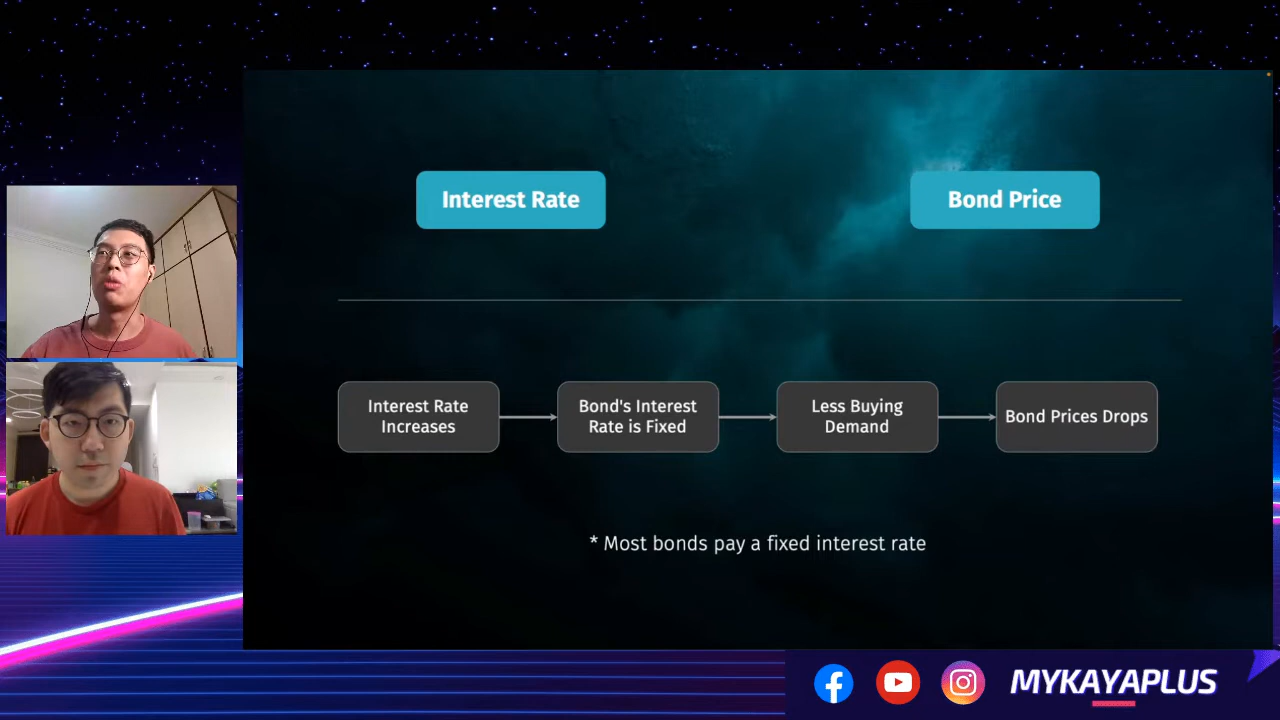 Interest Rate
Bond Price
Interest Rate
Increases
Bond's Interest
Rate is Fixed
Less Buying
Demand
Bond Prices Drops
* Most bonds pay a fixed interest rate
MYKAYAPLUS